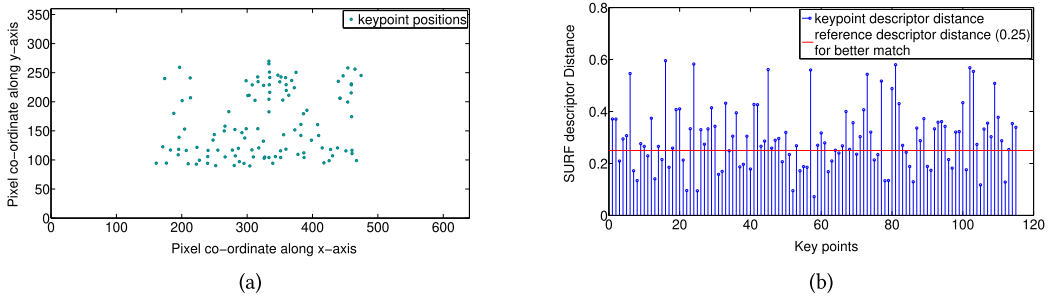 350
300
250
200
150
100
50
0
0 100 200 300 400 500 600
Pixel co-ordinate along y-axis
Pixel co-ordinate along x-axis
keypoint positions
(a)
0.8
0.6
0.4
0.2
0
0 20 40 60 80 100 120
SURF descriptor Distance
Key points
keypoint descriptor distance
reference descriptor distance (0.25)
for better match
(b)